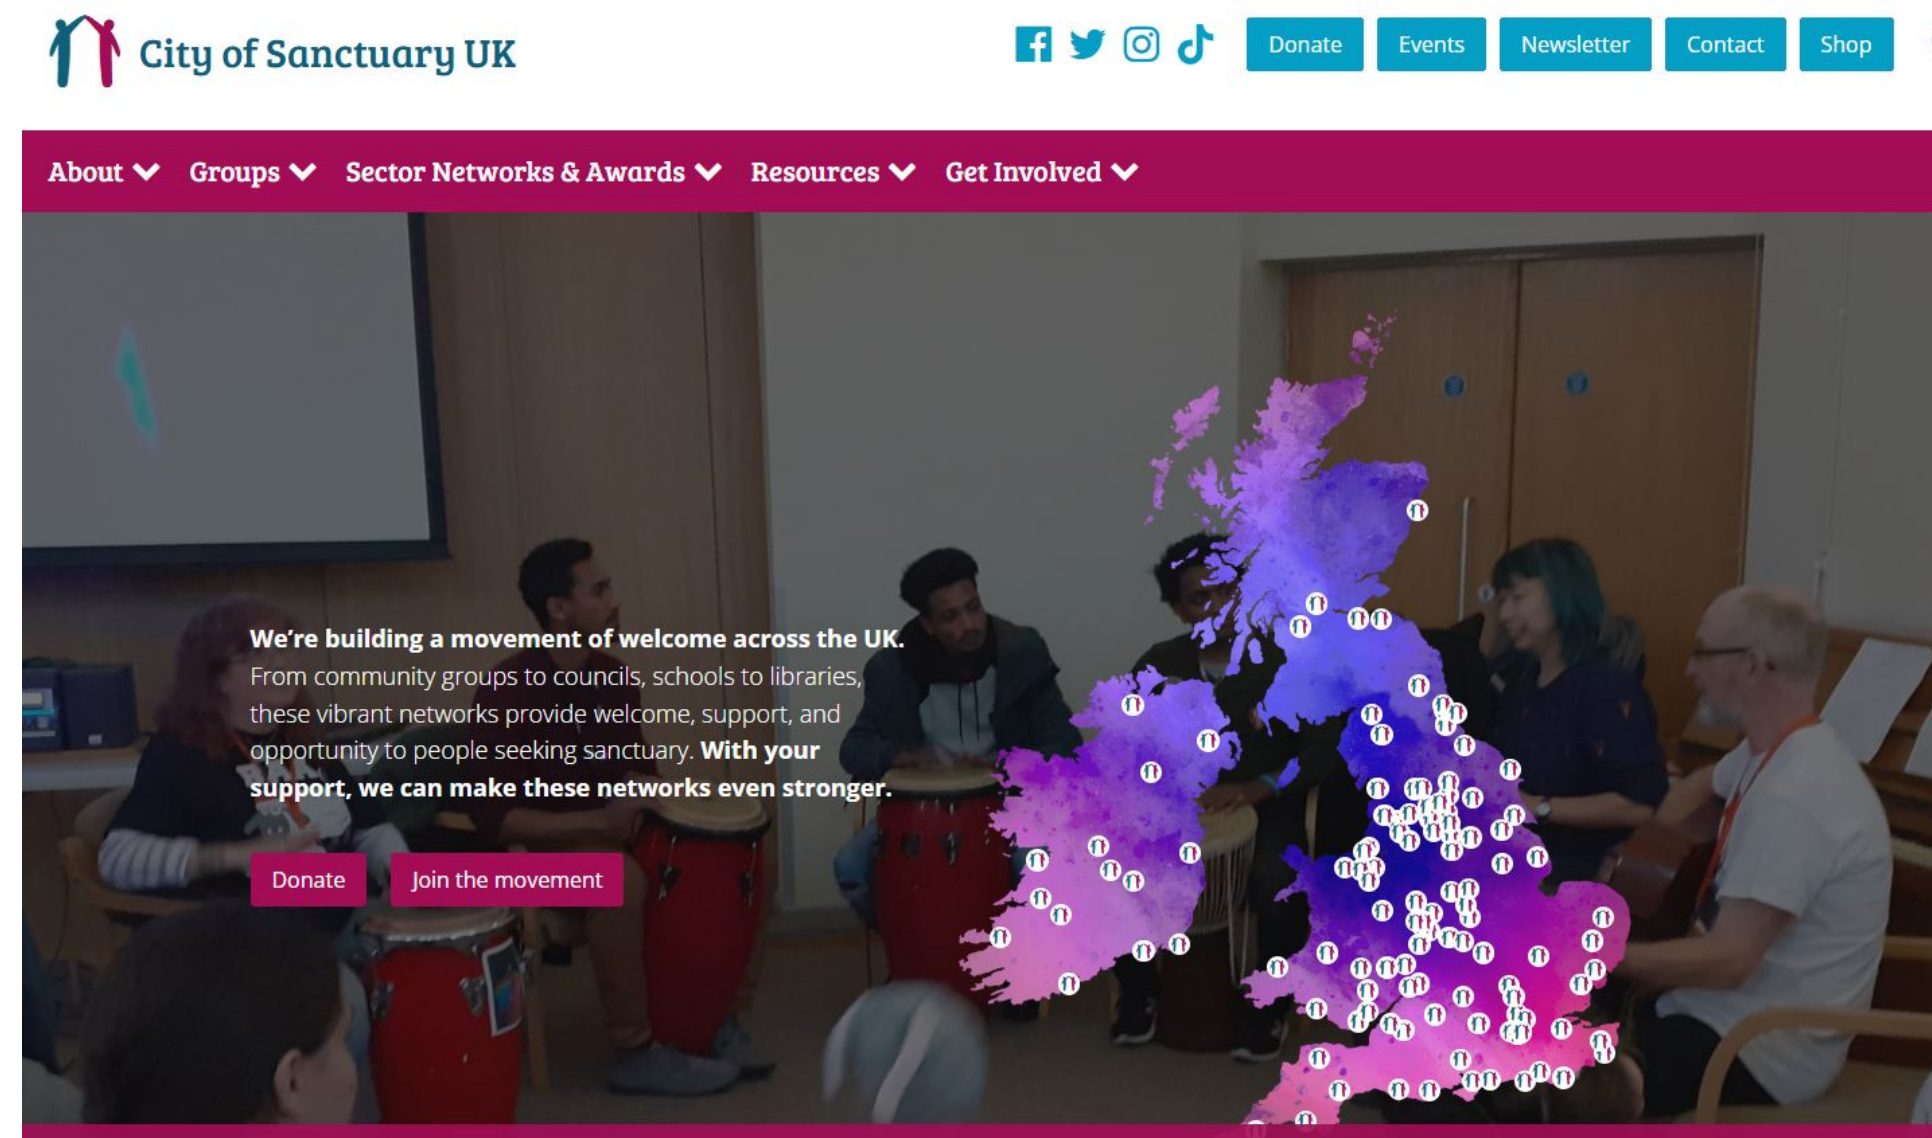 City of Sanctuary UK
Donate
Events
Newsletter
Contact
Shop
About
Groups
Sector Networks & Awards
Resources
Get Involved
We're building a movement of welcome across the UK.
From community groups to councils, schools to libraries,
these vibrant networks provide welcome, support, and
opportunity to people seeking sanctuary. With your
support, we can make these networks even stronger.
Donate
Join the movement